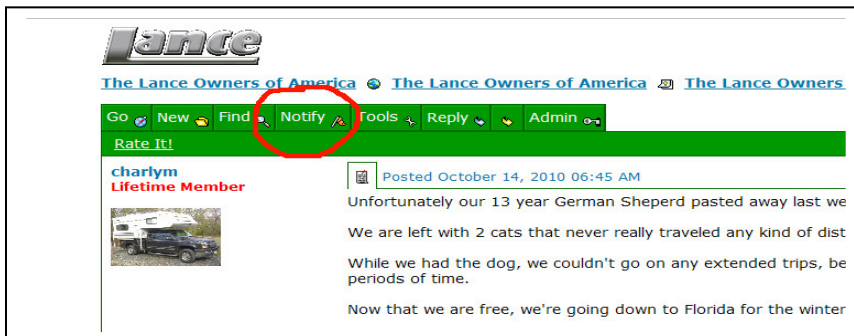 Lance
The Lance Owners of America The Lance Owners of America The Lance Owners
Go New Find Notify Tools Reply Admin
Rate It!
charlym
Lifetime Member
Posted October 14, 2010 06:45 AM
Unfortunately our 13 year German Sheperd pasted away last we
We are left with 2 cats that never really traveled any kind of dist
While we had the dog, we couldn't go on any extended trips, be
periods of time.
Now that we are free, we're going down to Florida for the winter